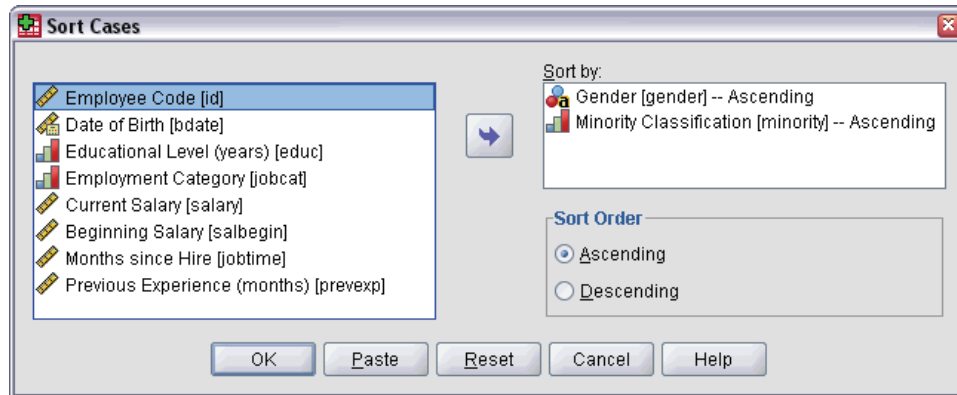 Sort Cases
Employee Code [id]
Date of Birth [bdate]
Educational Level (years) [educ]
Employment Category [jobcat]
Current Salary [salary]
Beginning Salary [salbegin]
Months since Hire [jobtime]
Previous Experience (months) [prevexp]
Sort by:
Gender [gender] -- Ascending
Minority Classification [minority] -- Ascending
Sort Order
Ascending
Descending
OK Paste Reset Cancel Help